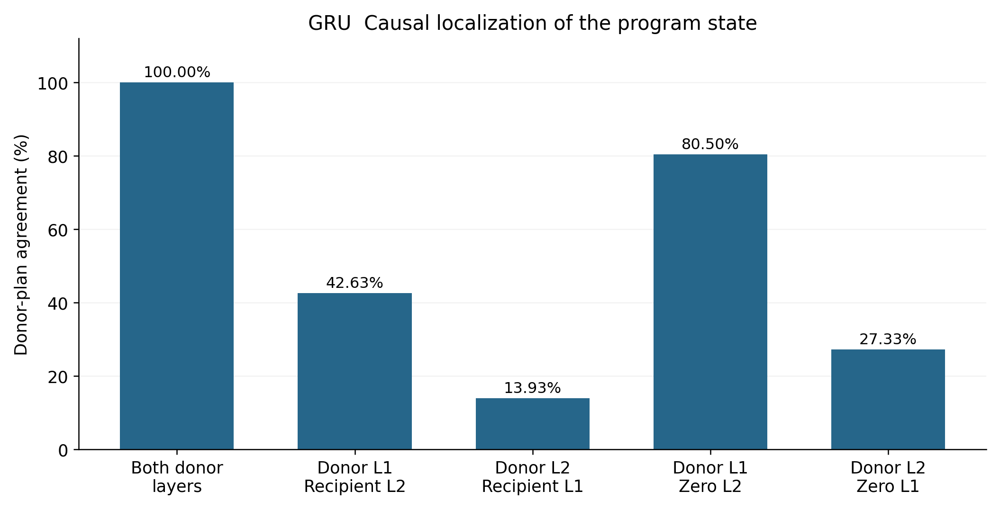 GRU  Causal localization of the program state
Donor-plan agreement (%)
100
80
60
40
20
0
100.00%
42.63%
13.93%
80.50%
27.33%
Both donor
layers
Donor L1
Recipient L2
Donor L2
Recipient L1
Donor L1
Zero L2
Donor L2
Zero L1